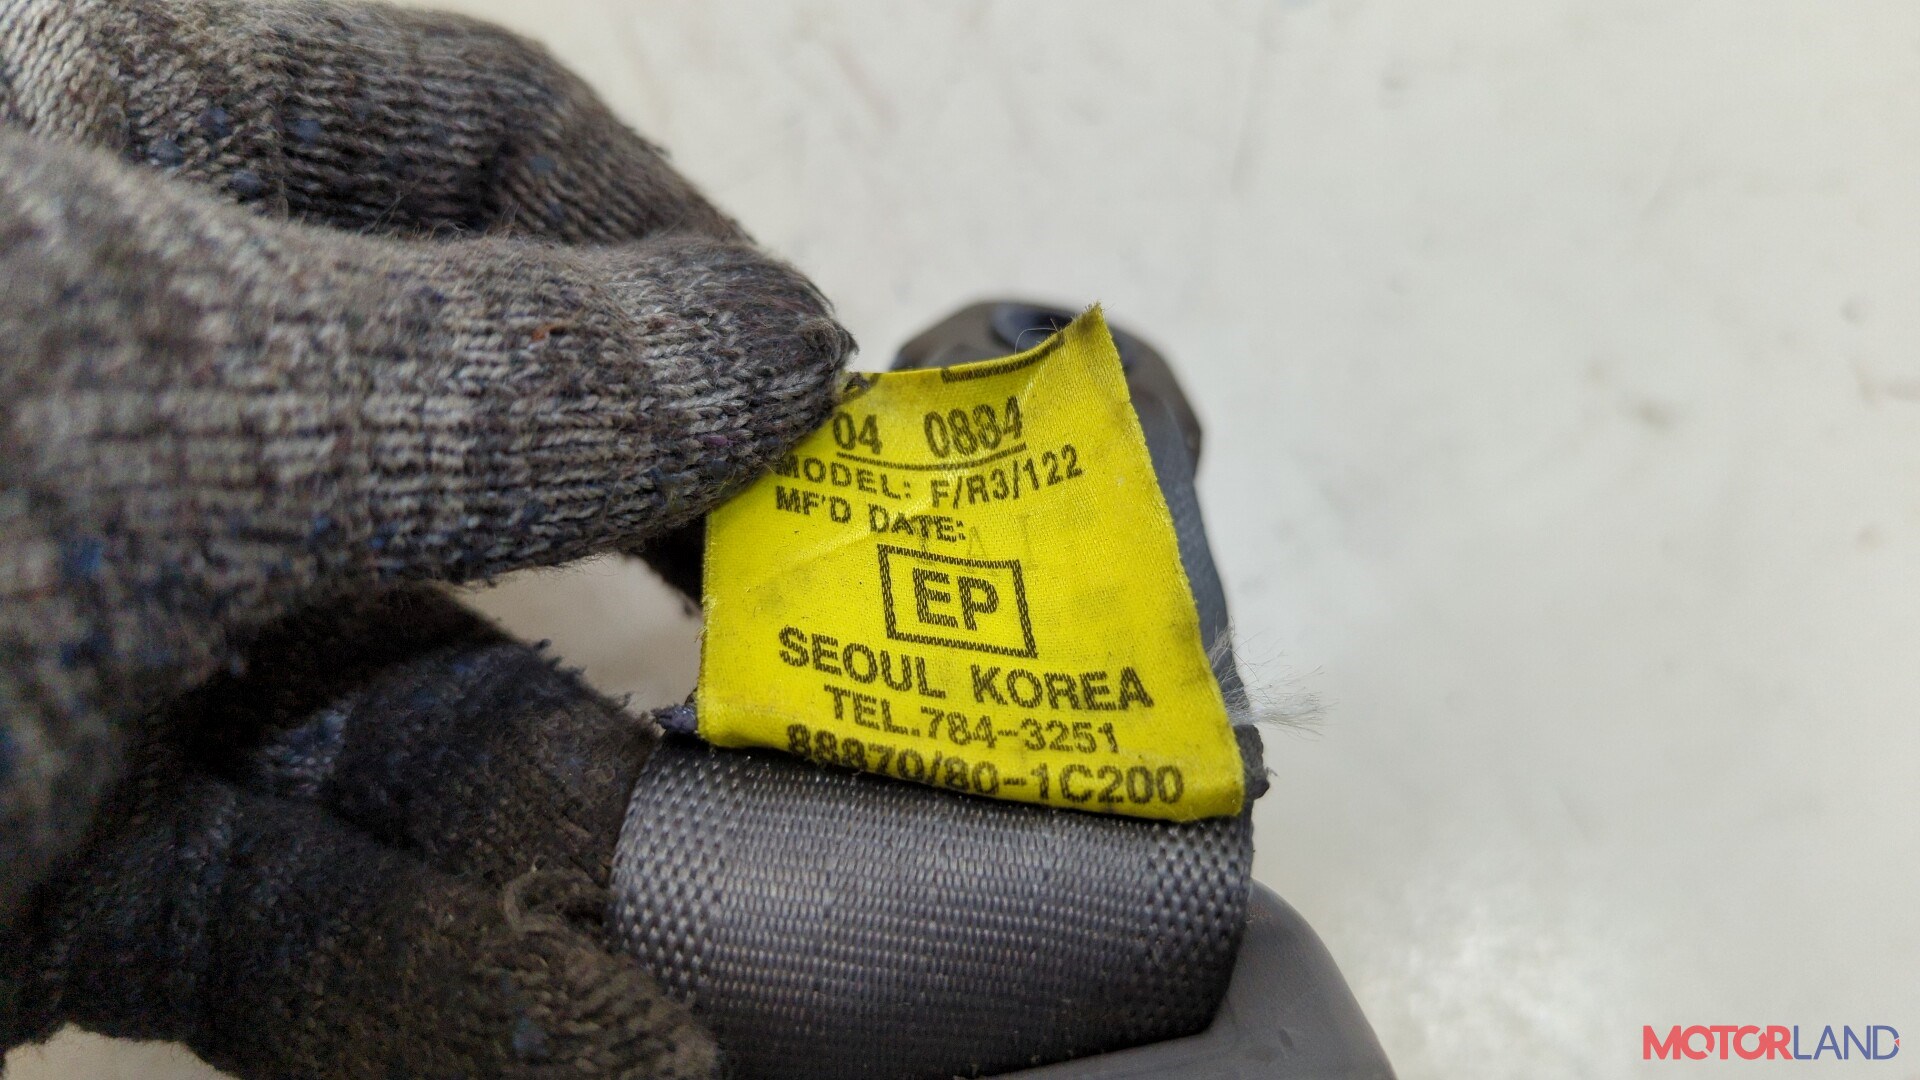 04 0884
MODEL: F/R3/122
MF'D DATE:
EP
SEOUL KOREA
TEL.784-3251
88870/80-1C200
MOTORLAND